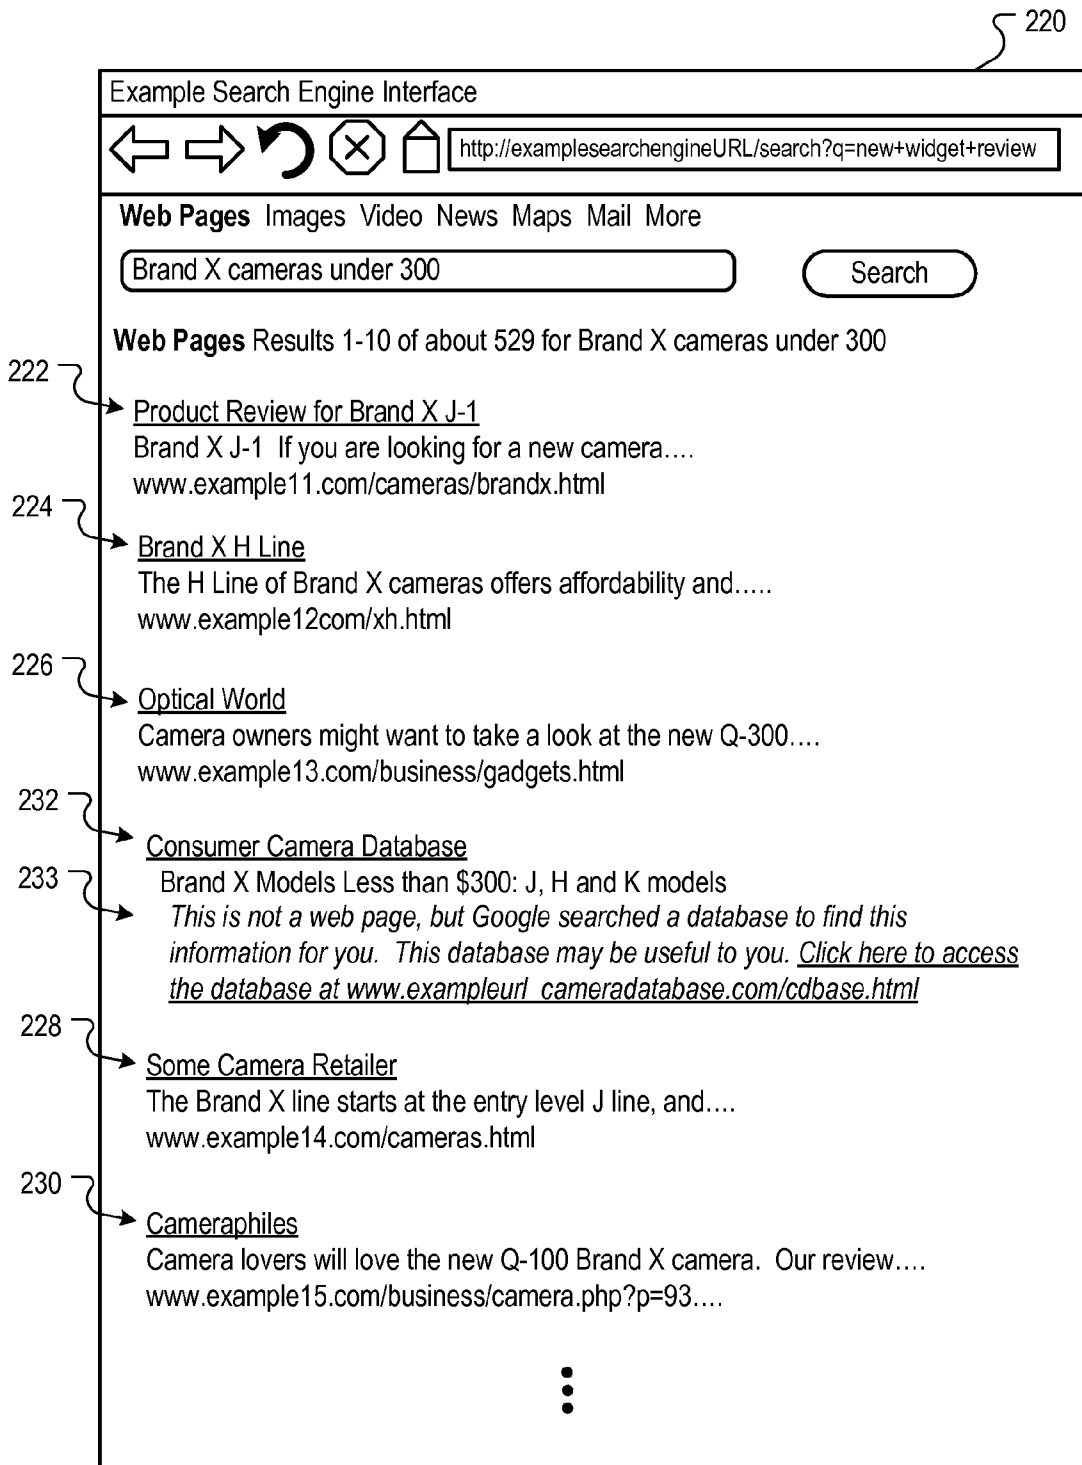 220
Example Search Engine Interface
http://examplesearchengineURL/search?q=new+widget+review
Web Pages Images Video News Maps Mail More
Brand X cameras under 300
Search
Web Pages Results 1-10 of about 529 for Brand X cameras under 300
222
Product Review for Brand X J-1
Brand X J-1 If you are looking for a new camera....
www.example11.com/cameras/brandx.html
224
Brand X H Line
The H Line of Brand X cameras offers affordability and.....
www.example12com/xh.html
226
Optical World
Camera owners might want to take a look at the new Q-300....
www.example13.com/business/gadgets.html
232
Consumer Camera Database
233
Brand X Models Less than $300: J, H and K models
This is not a web page, but Google searched a database to find this
information for you. This database may be useful to you. Click here to access
the database at www.exampleurl_cameradatabase.com/cdbase.html
228
Some Camera Retailer
The Brand X line starts at the entry level J line, and....
www.example14.com/cameras.html
230
Cameraphiles
Camera lovers will love the new Q-100 Brand X camera. Our review....
www.example15.com/business/camera.php?p=93....